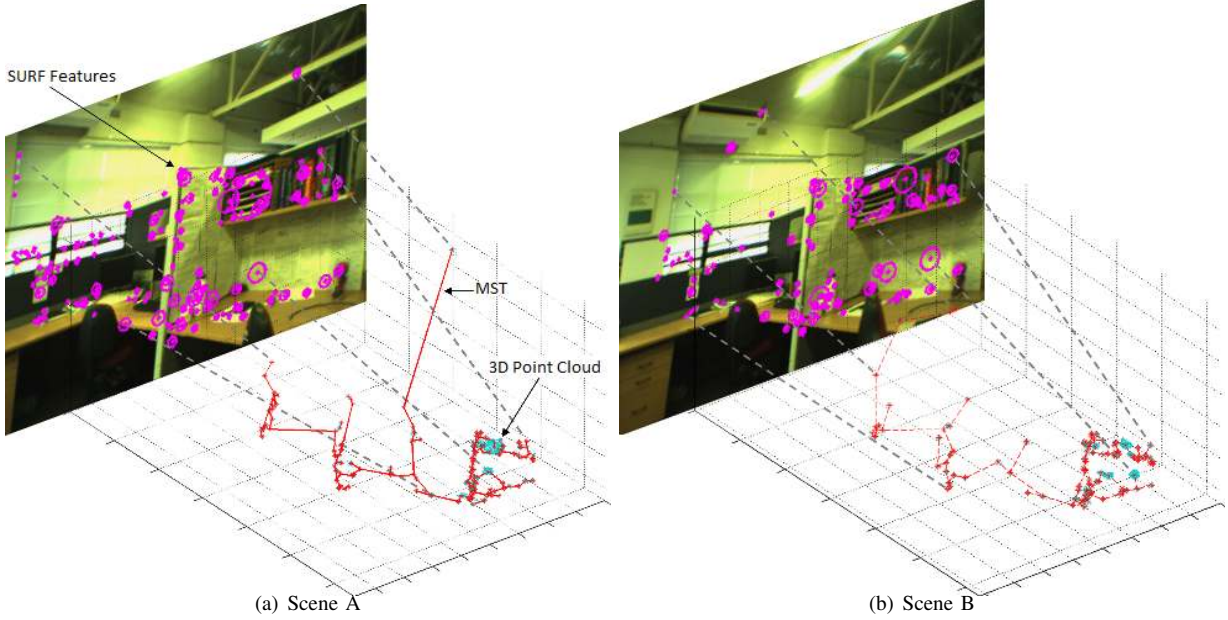 SURF Features
MST
3D Point Cloud
(a) Scene A
(b) Scene B